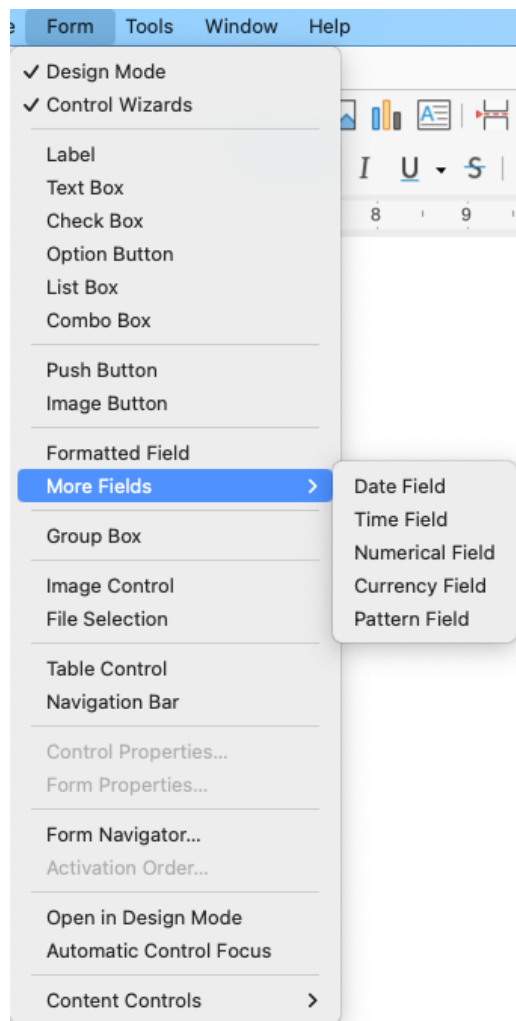 Form Tools Window Help
✓ Design Mode
✓ Control Wizards
Label
Text Box
Check Box
Option Button
List Box
Combo Box
Push Button
Image Button
Formatted Field
More Fields
Group Box
Image Control
File Selection
Table Control
Navigation Bar
Control Properties...
Form Properties...
Form Navigator...
Activation Order...
Open in Design Mode
Automatic Control Focus
Content Controls
A
I U S
8 9
Date Field
Time Field
Numerical Field
Currency Field
Pattern Field